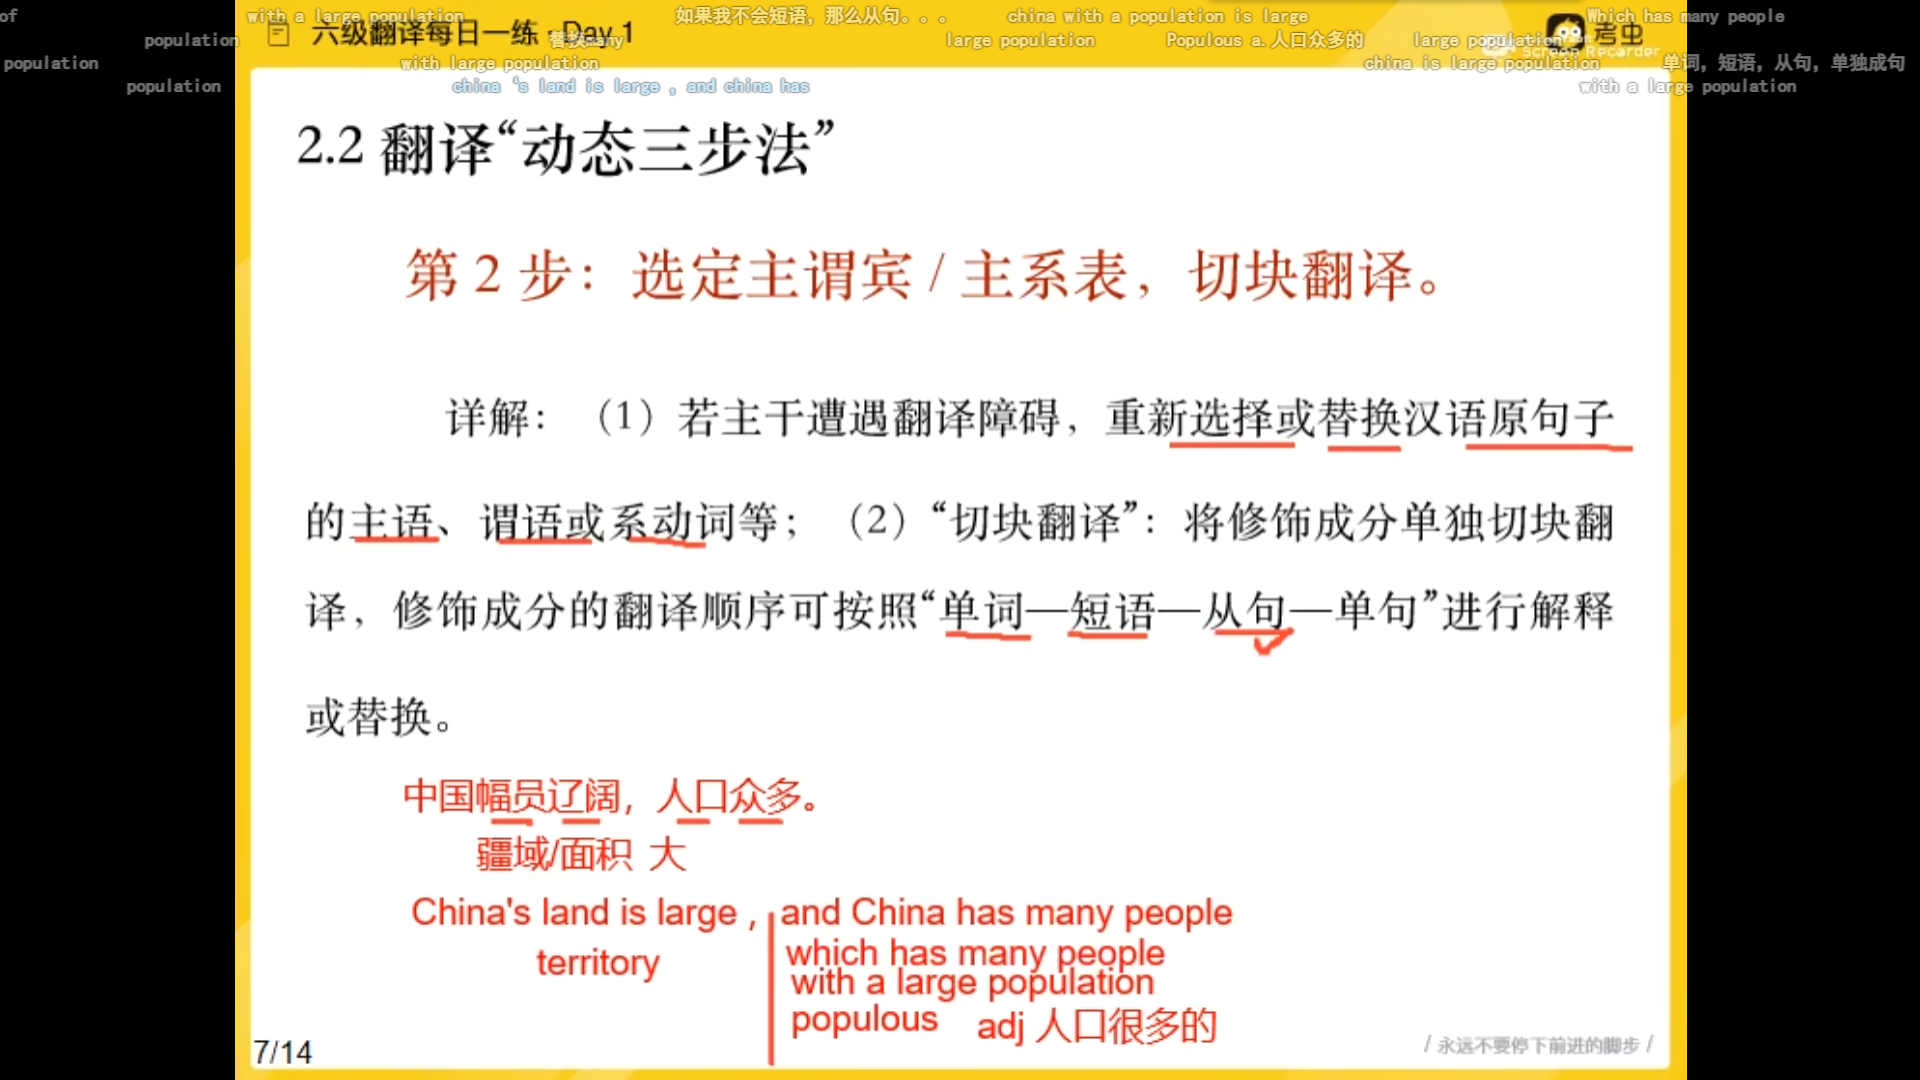 of
with a large population
如果我不会短语，那么从句。。。
china with a population is large
Which has many people
六级翻译每日一练 · Day 1
考虫
population
替换many
large population
Populous a.人口众多的
large population
Screen Recorder
population
with large population
china is large population
单词，短语，从句，单独成句
population
china ‘s land is large , and china has
with a large population
2.2 翻译“动态三步法”
第 2 步：选定主谓宾 / 主系表，切块翻译。
详解：（1）若主干遭遇翻译障碍，重新选择或替换汉语原句子
的主语、谓语或系动词等；（2）“切块翻译”：将修饰成分单独切块翻
译，修饰成分的翻译顺序可按照“单词—短语—从句—单句”进行解释
或替换。
中国幅员辽阔，人口众多。
疆域/面积 大
China's land is large , and China has many people
which has many people
territory
with a large population
populous adj 人口很多的
7/14
/ 永远不要停下前进的脚步 /